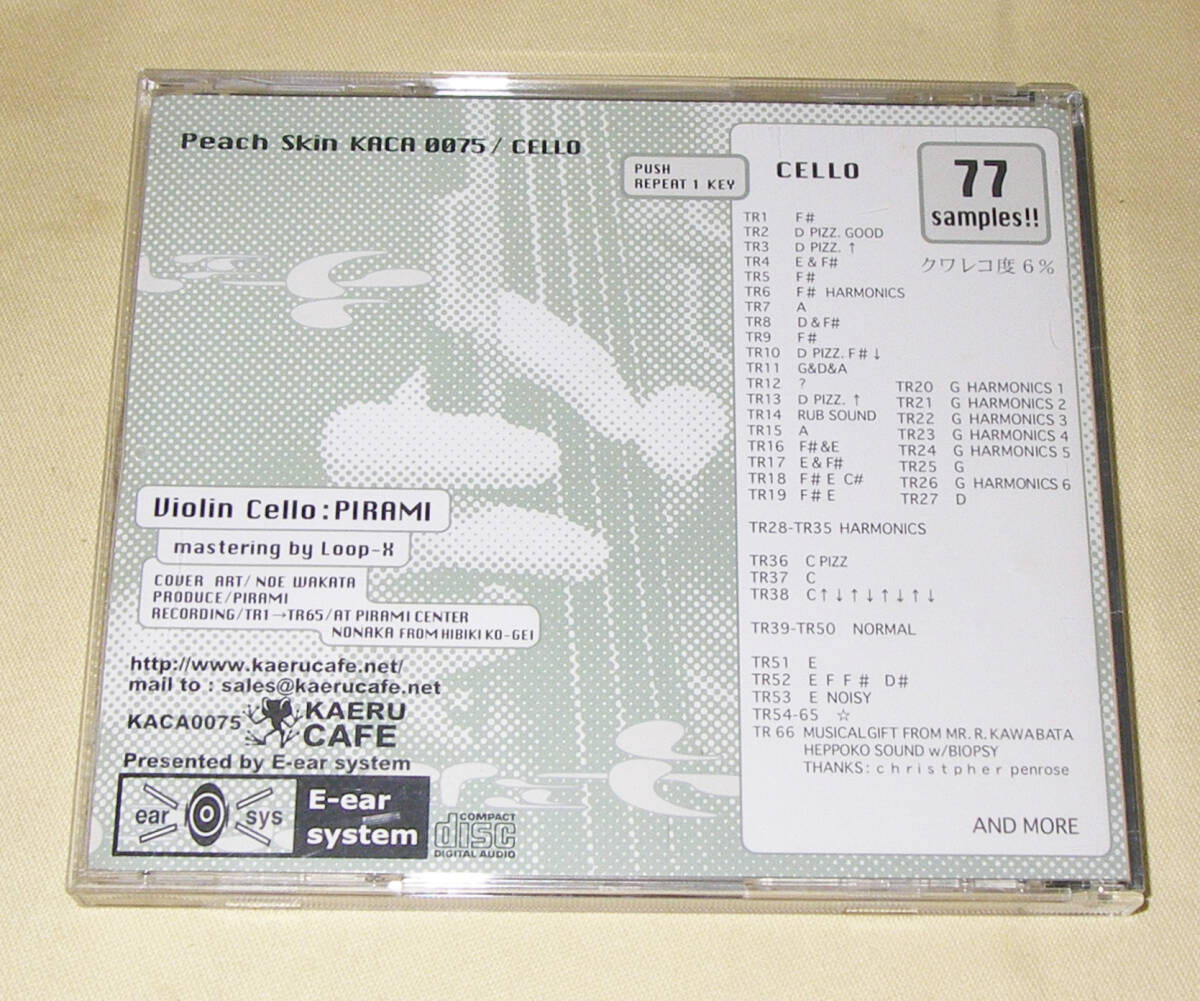 Peach Skin KACA 0075 / CELLO
PUSH
REPEAT 1 KEY
CELLO
77
samples!!
クワレコ度 6%
TR1 F#
TR2 D PIZZ. GOOD
TR3 D PIZZ. ↑
TR4 E & F#
TR5 F#
TR6 F# HARMONICS
TR7 A
TR8 D & F#
TR9 F#
TR10 D PIZZ. F# ↓
TR11 G&D&A
TR12 ?
TR13 D PIZZ. ↑
TR14 RUB SOUND
TR15 A
TR16 F#&E
TR17 E & F#
TR18 F# E C#
TR19 F# E
TR20 G HARMONICS 1
TR21 G HARMONICS 2
TR22 G HARMONICS 3
TR23 G HARMONICS 4
TR24 G HARMONICS 5
TR25 G
TR26 G HARMONICS 6
TR27 D
TR28-TR35 HARMONICS
TR36 C PIZZ
TR37 C
TR38 C↑↓↑↓↑↓↑↓
TR39-TR50 NORMAL
TR51 E
TR52 E F F# D#
TR53 E NOISY
TR54-65 ☆
TR 66 MUSICALGIFT FROM MR. R. KAWABATA
HEPPOKO SOUND w/BIOPSY
THANKS: christpher penrose
AND MORE
Violin Cello : PIRAMI
mastering by Loop-X
COVER ART/ NOE WAKATA
PRODUCE/PIRAMI
RECORDING/TR1→TR65/AT PIRAMI CENTER
NONAKA FROM HIBIKI KO-GEI
http://www.kaerucafe.net/
mail to : sales@kaerucafe.net
KACA0075 KAERU
CAFE
Presented by E-ear system
ear sys
E-ear
system
COMPACT
disc
DIGITAL AUDIO